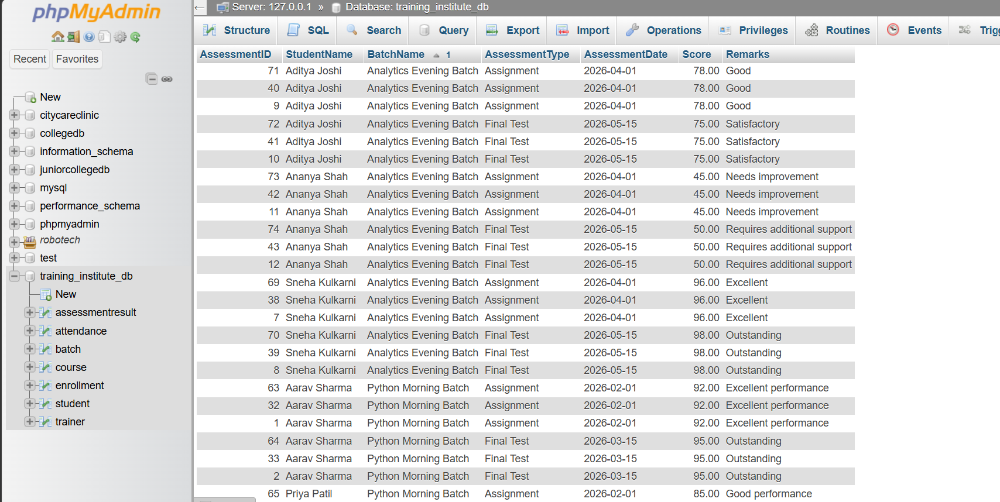 phpMyAdmin
Recent
Favorites
New
citycareclinic
collegedb
information_schema
juniorcollegedb
mysql
performance_schema
phpmyadmin
robotech
test
training_institute_db
New
assessmentresult
attendance
batch
course
enrollment
student
trainer
Server: 127.0.0.1 » Database: training_institute_db
Structure SQL Search Query Export Import Operations Privileges Routines Events Trigg
AssessmentID StudentName BatchName 1 AssessmentType AssessmentDate Score Remarks
71 Aditya Joshi Analytics Evening Batch Assignment 2026-04-01 78.00 Good
40 Aditya Joshi Analytics Evening Batch Assignment 2026-04-01 78.00 Good
9 Aditya Joshi Analytics Evening Batch Assignment 2026-04-01 78.00 Good
72 Aditya Joshi Analytics Evening Batch Final Test 2026-05-15 75.00 Satisfactory
41 Aditya Joshi Analytics Evening Batch Final Test 2026-05-15 75.00 Satisfactory
10 Aditya Joshi Analytics Evening Batch Final Test 2026-05-15 75.00 Satisfactory
73 Ananya Shah Analytics Evening Batch Assignment 2026-04-01 45.00 Needs improvement
42 Ananya Shah Analytics Evening Batch Assignment 2026-04-01 45.00 Needs improvement
11 Ananya Shah Analytics Evening Batch Assignment 2026-04-01 45.00 Needs improvement
74 Ananya Shah Analytics Evening Batch Final Test 2026-05-15 50.00 Requires additional support
43 Ananya Shah Analytics Evening Batch Final Test 2026-05-15 50.00 Requires additional support
12 Ananya Shah Analytics Evening Batch Final Test 2026-05-15 50.00 Requires additional support
69 Sneha Kulkarni Analytics Evening Batch Assignment 2026-04-01 96.00 Excellent
38 Sneha Kulkarni Analytics Evening Batch Assignment 2026-04-01 96.00 Excellent
7 Sneha Kulkarni Analytics Evening Batch Assignment 2026-04-01 96.00 Excellent
70 Sneha Kulkarni Analytics Evening Batch Final Test 2026-05-15 98.00 Outstanding
39 Sneha Kulkarni Analytics Evening Batch Final Test 2026-05-15 98.00 Outstanding
8 Sneha Kulkarni Analytics Evening Batch Final Test 2026-05-15 98.00 Outstanding
63 Aarav Sharma Python Morning Batch Assignment 2026-02-01 92.00 Excellent performance
32 Aarav Sharma Python Morning Batch Assignment 2026-02-01 92.00 Excellent performance
1 Aarav Sharma Python Morning Batch Assignment 2026-02-01 92.00 Excellent performance
64 Aarav Sharma Python Morning Batch Final Test 2026-03-15 95.00 Outstanding
33 Aarav Sharma Python Morning Batch Final Test 2026-03-15 95.00 Outstanding
2 Aarav Sharma Python Morning Batch Final Test 2026-03-15 95.00 Outstanding
65 Priya Patil Python Morning Batch Assignment 2026-02-01 85.00 Good performance